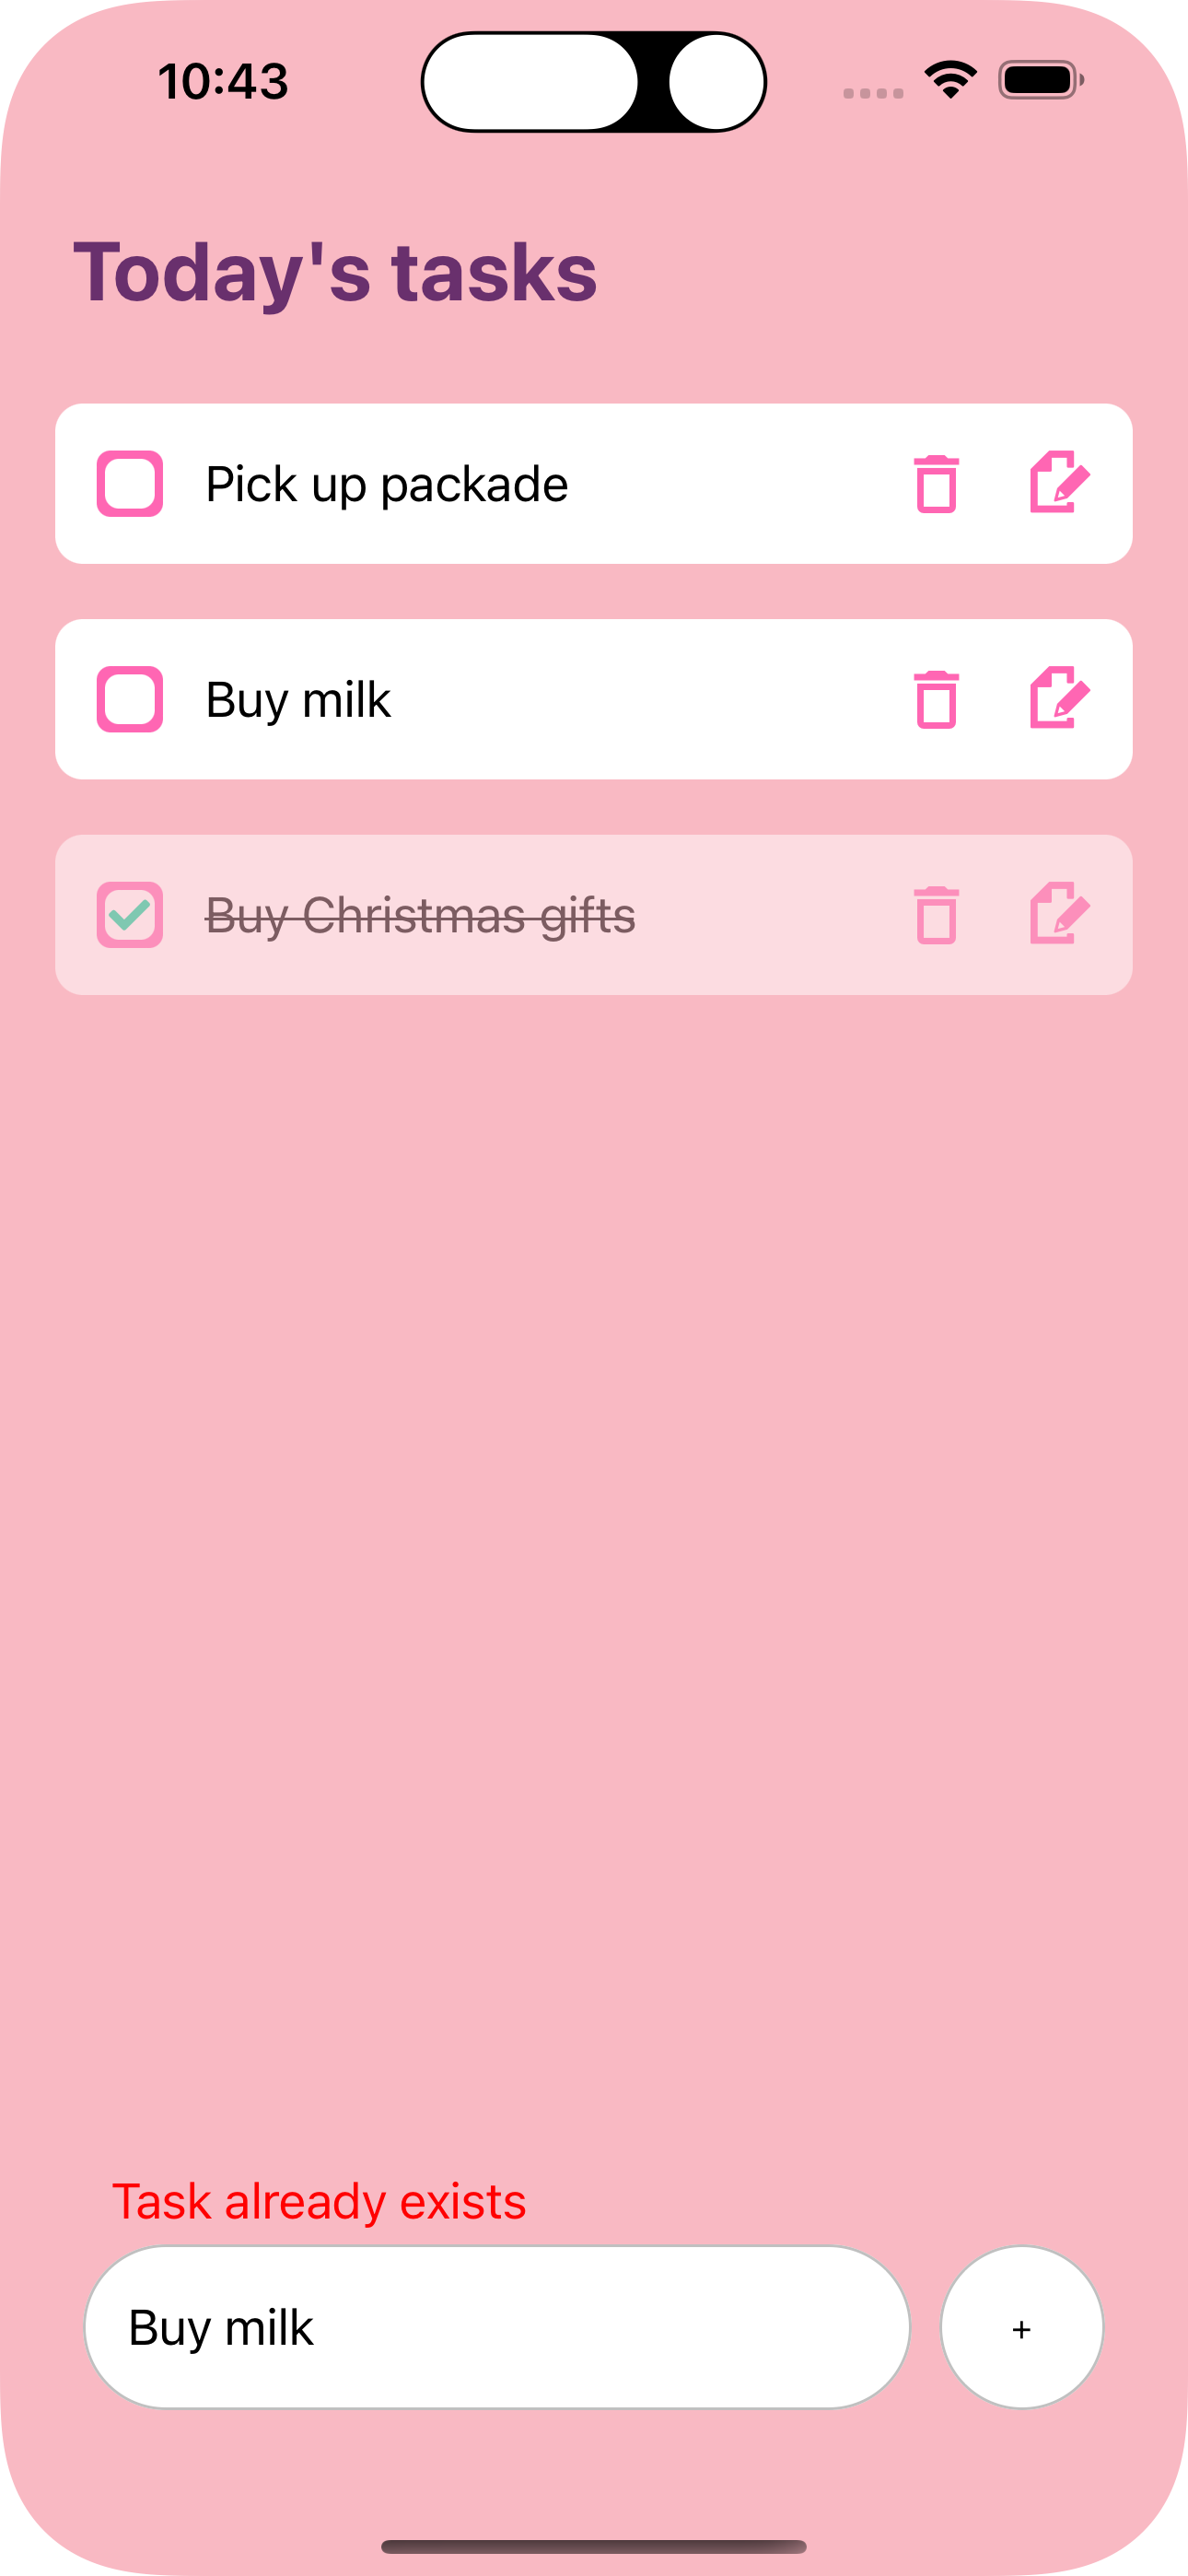 10:43
Today's tasks
Pick up packade
Buy milk
Buy Christmas gifts
Task already exists
Buy milk
+